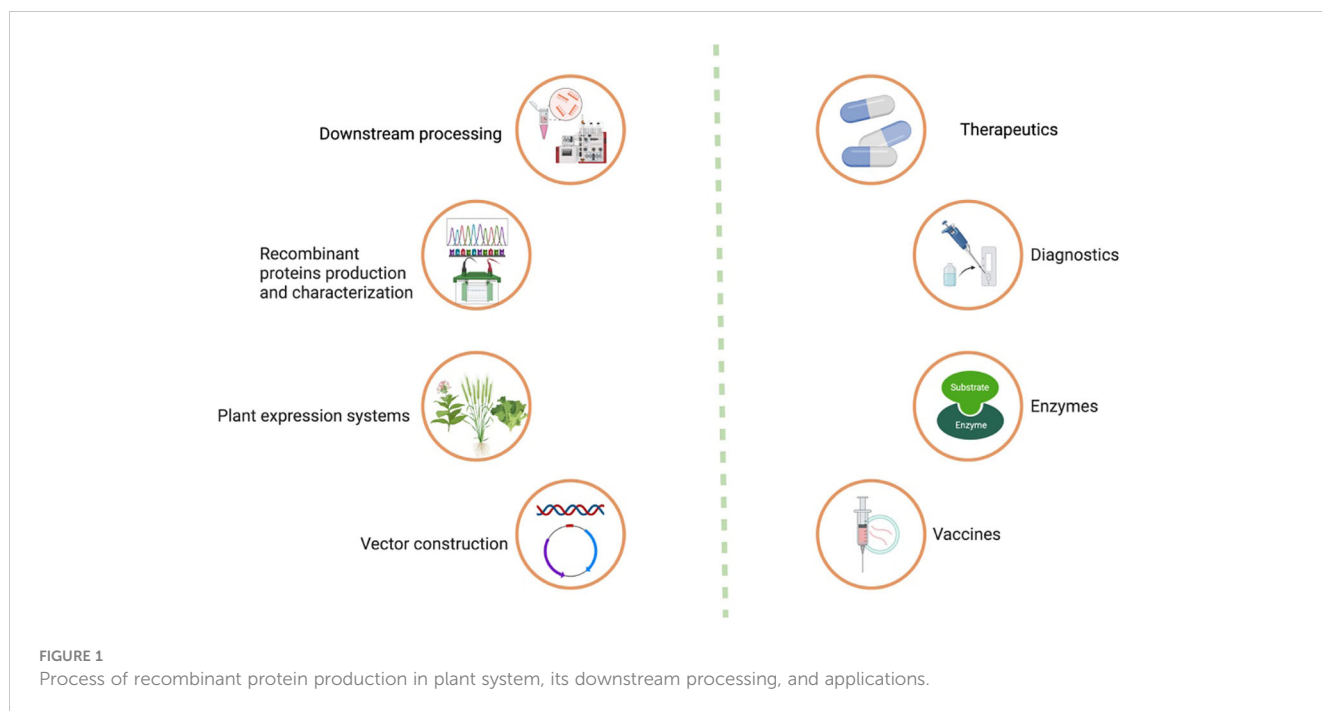 Downstream processing
Therapeutics
Recombinant
proteins production
and characterization
Diagnostics
Plant expression systems
Substrate
Enzyme
Enzymes
Vector construction
Vaccines
FIGURE 1
Process of recombinant protein production in plant system, its downstream processing, and applications.